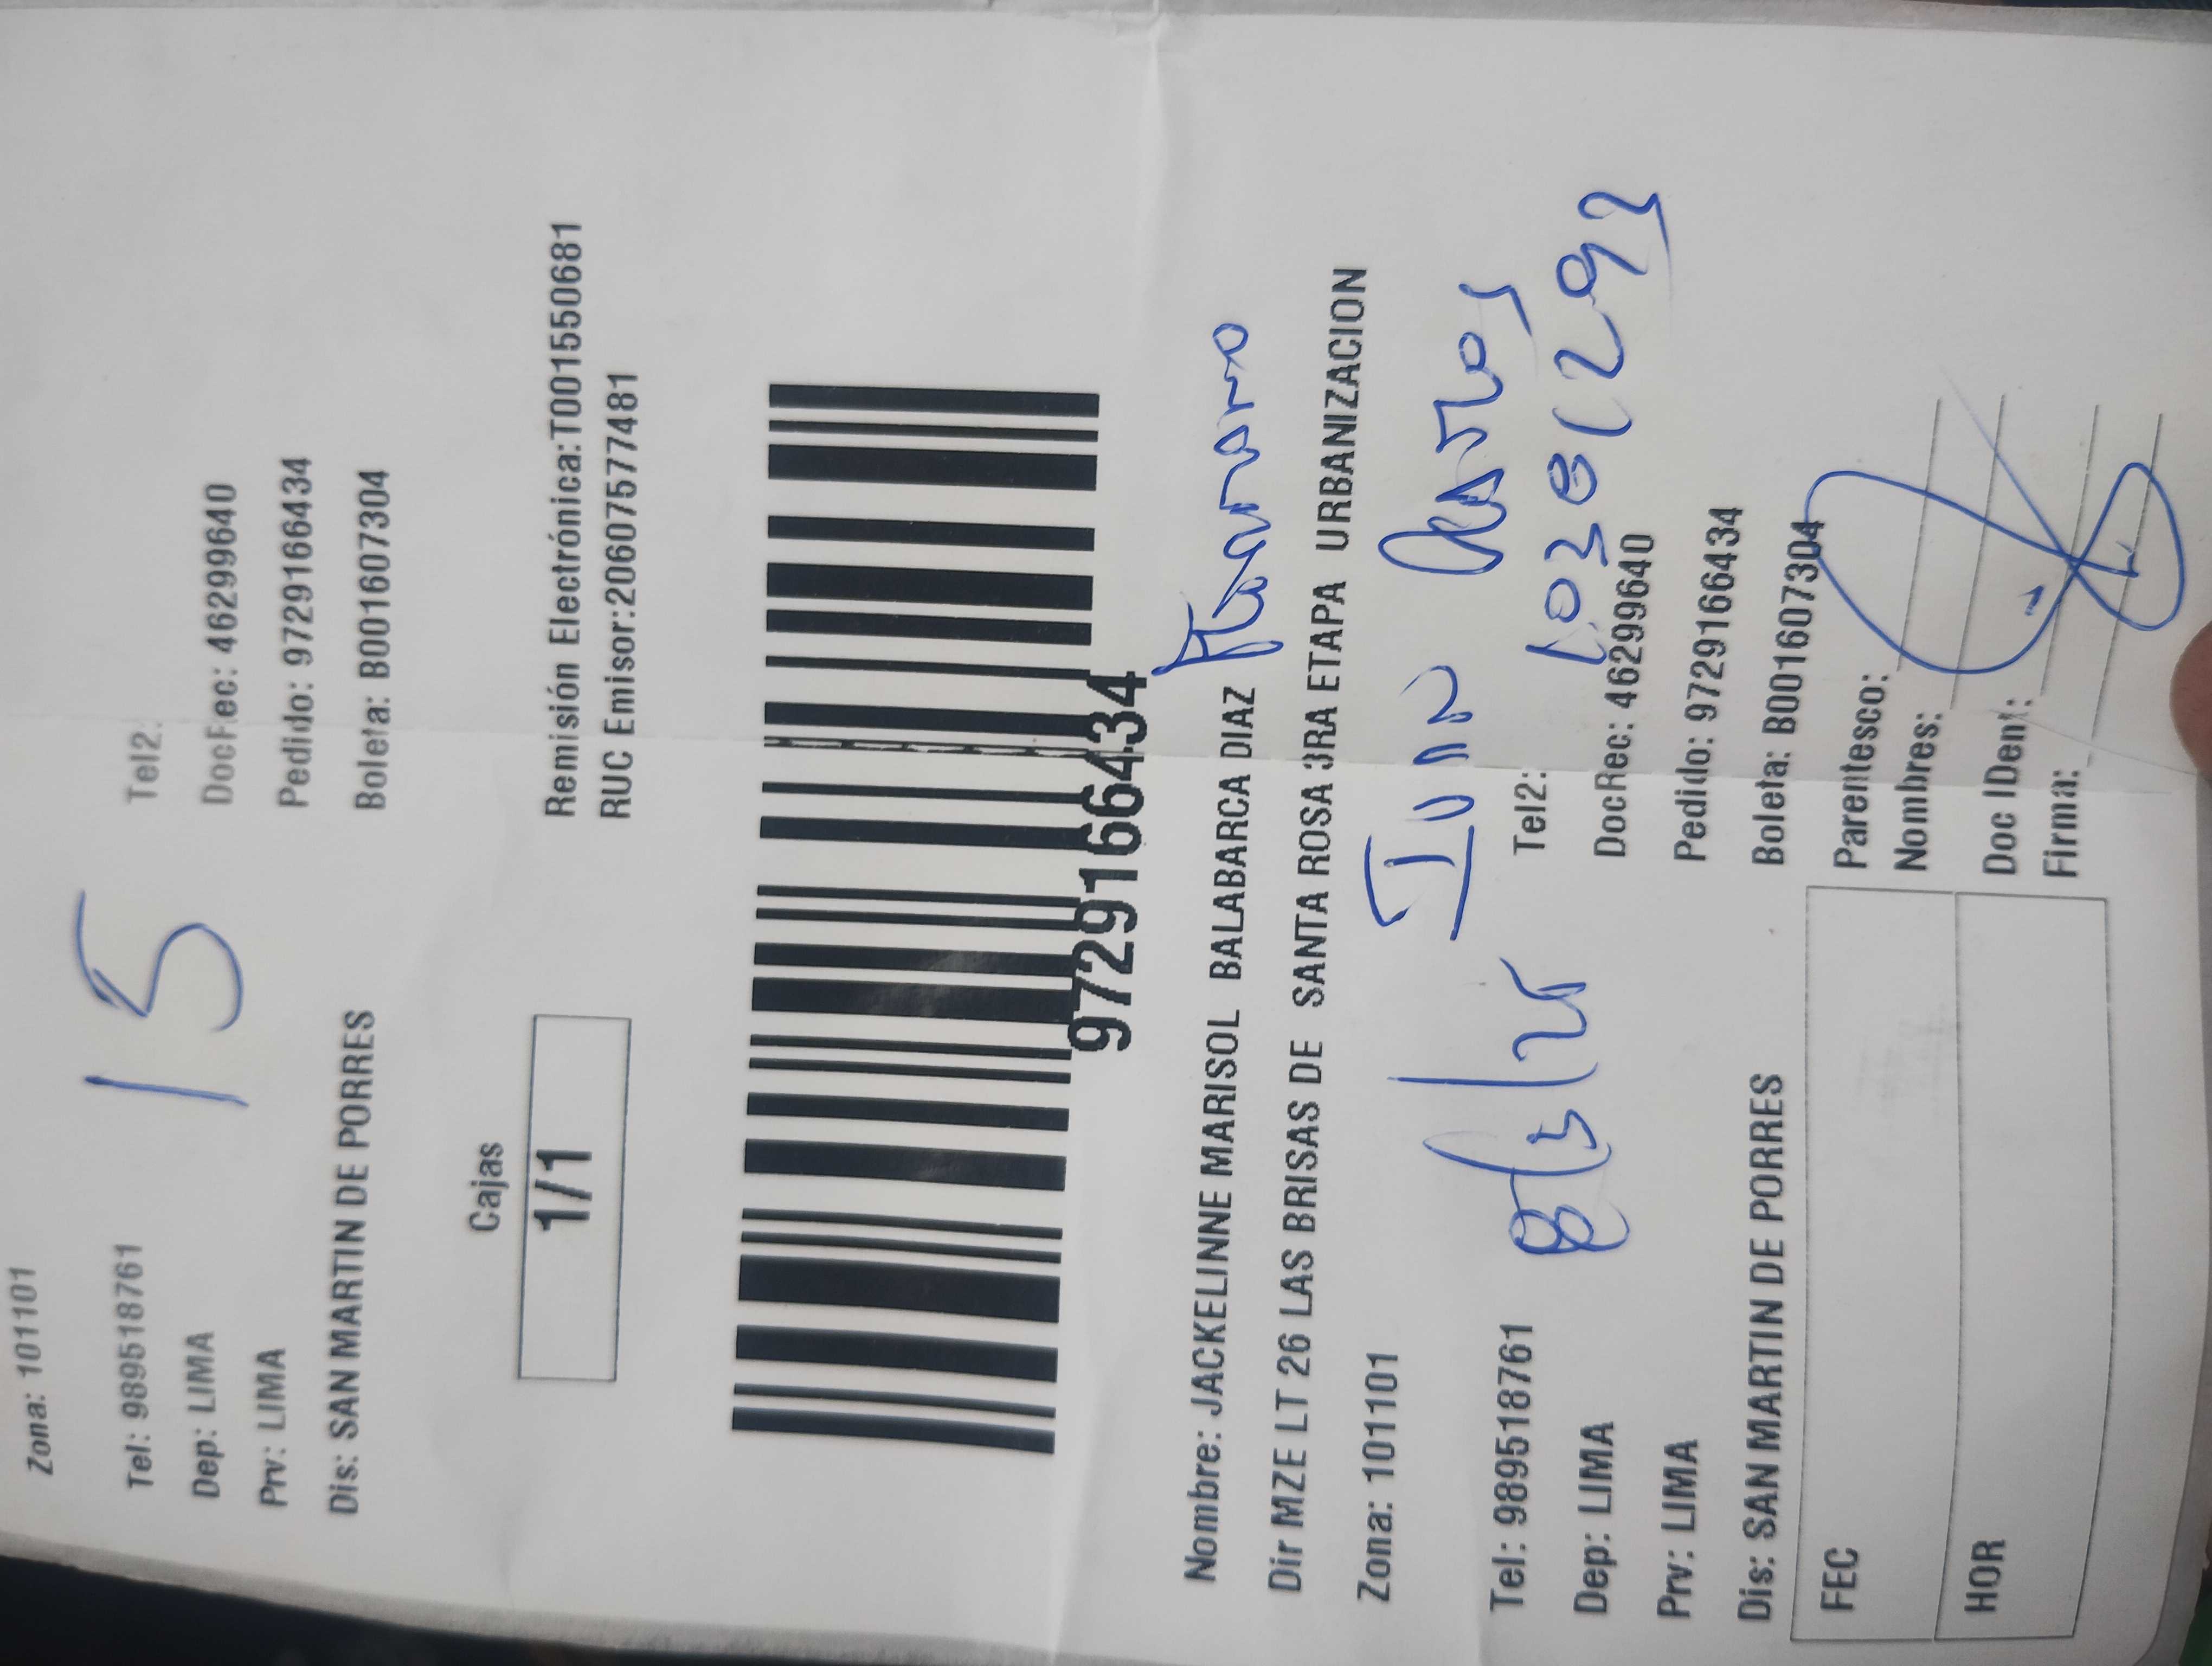 Zona: 101101
15
Tel: 989518761 Tel2:
Dep: LIMA DocRec: 46299640
Prv: LIMA Pedido: 9729166434
Dis: SAN MARTIN DE PORRES Boleta: B001607304
Cajas
1/1
Remisión Electrónica:T001550681
RUC Emisor:20607577481
9729166434
Nombre: JACKELINNE MARISOL BALABARCA DIAZ
Dir MZE LT 26 LAS BRISAS DE SANTA ROSA 3RA ETAPA URBANIZACION
Zona: 101101
Tel: 989518761 Tel2:
Dep: LIMA DocRec: 46299640
Prv: LIMA Pedido: 9729166434
Dis: SAN MARTIN DE PORRES Boleta: B001607304
FEC Parentesco:
Nombres:
HOR Doc IDent:
Firma: